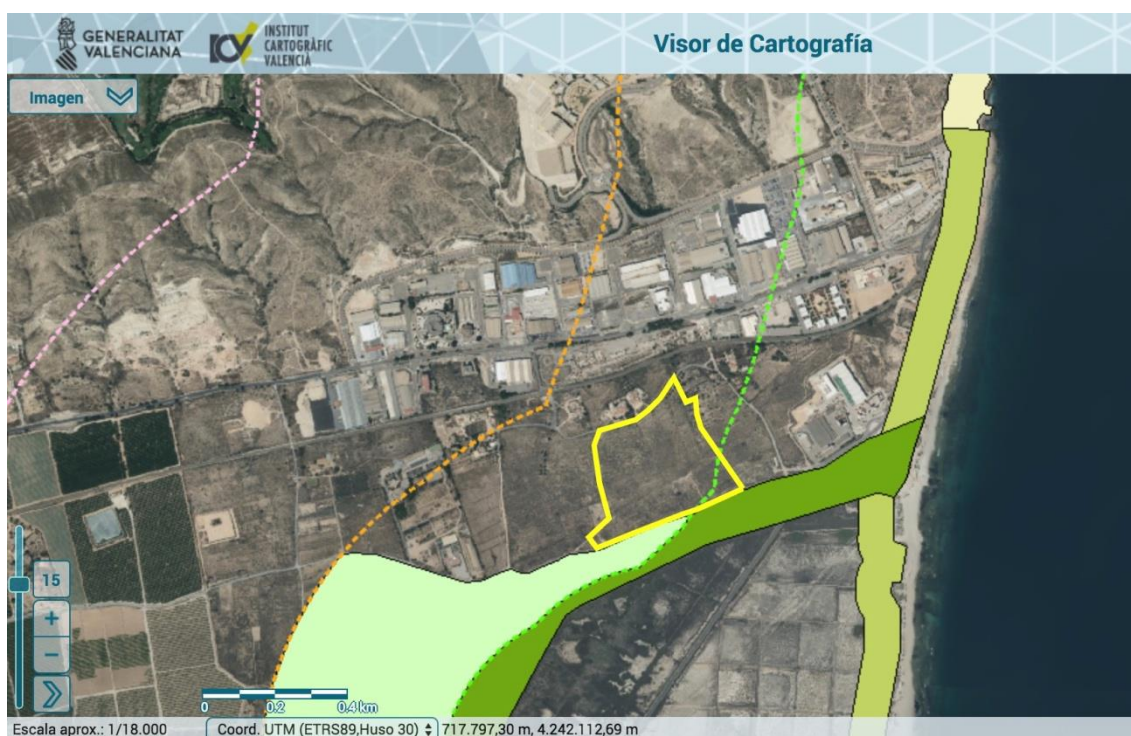 GENERALITAT
VALENCIANA
INSTITUT
CARTOGRÀFIC
VALENCIÀ
Visor de Cartografía
Imagen
15
+
−
0 0.2 0.4 km
Escala aprox.: 1/18.000 Coord. UTM (ETRS89,Huso 30) 717.797,30 m, 4.242.112,69 m